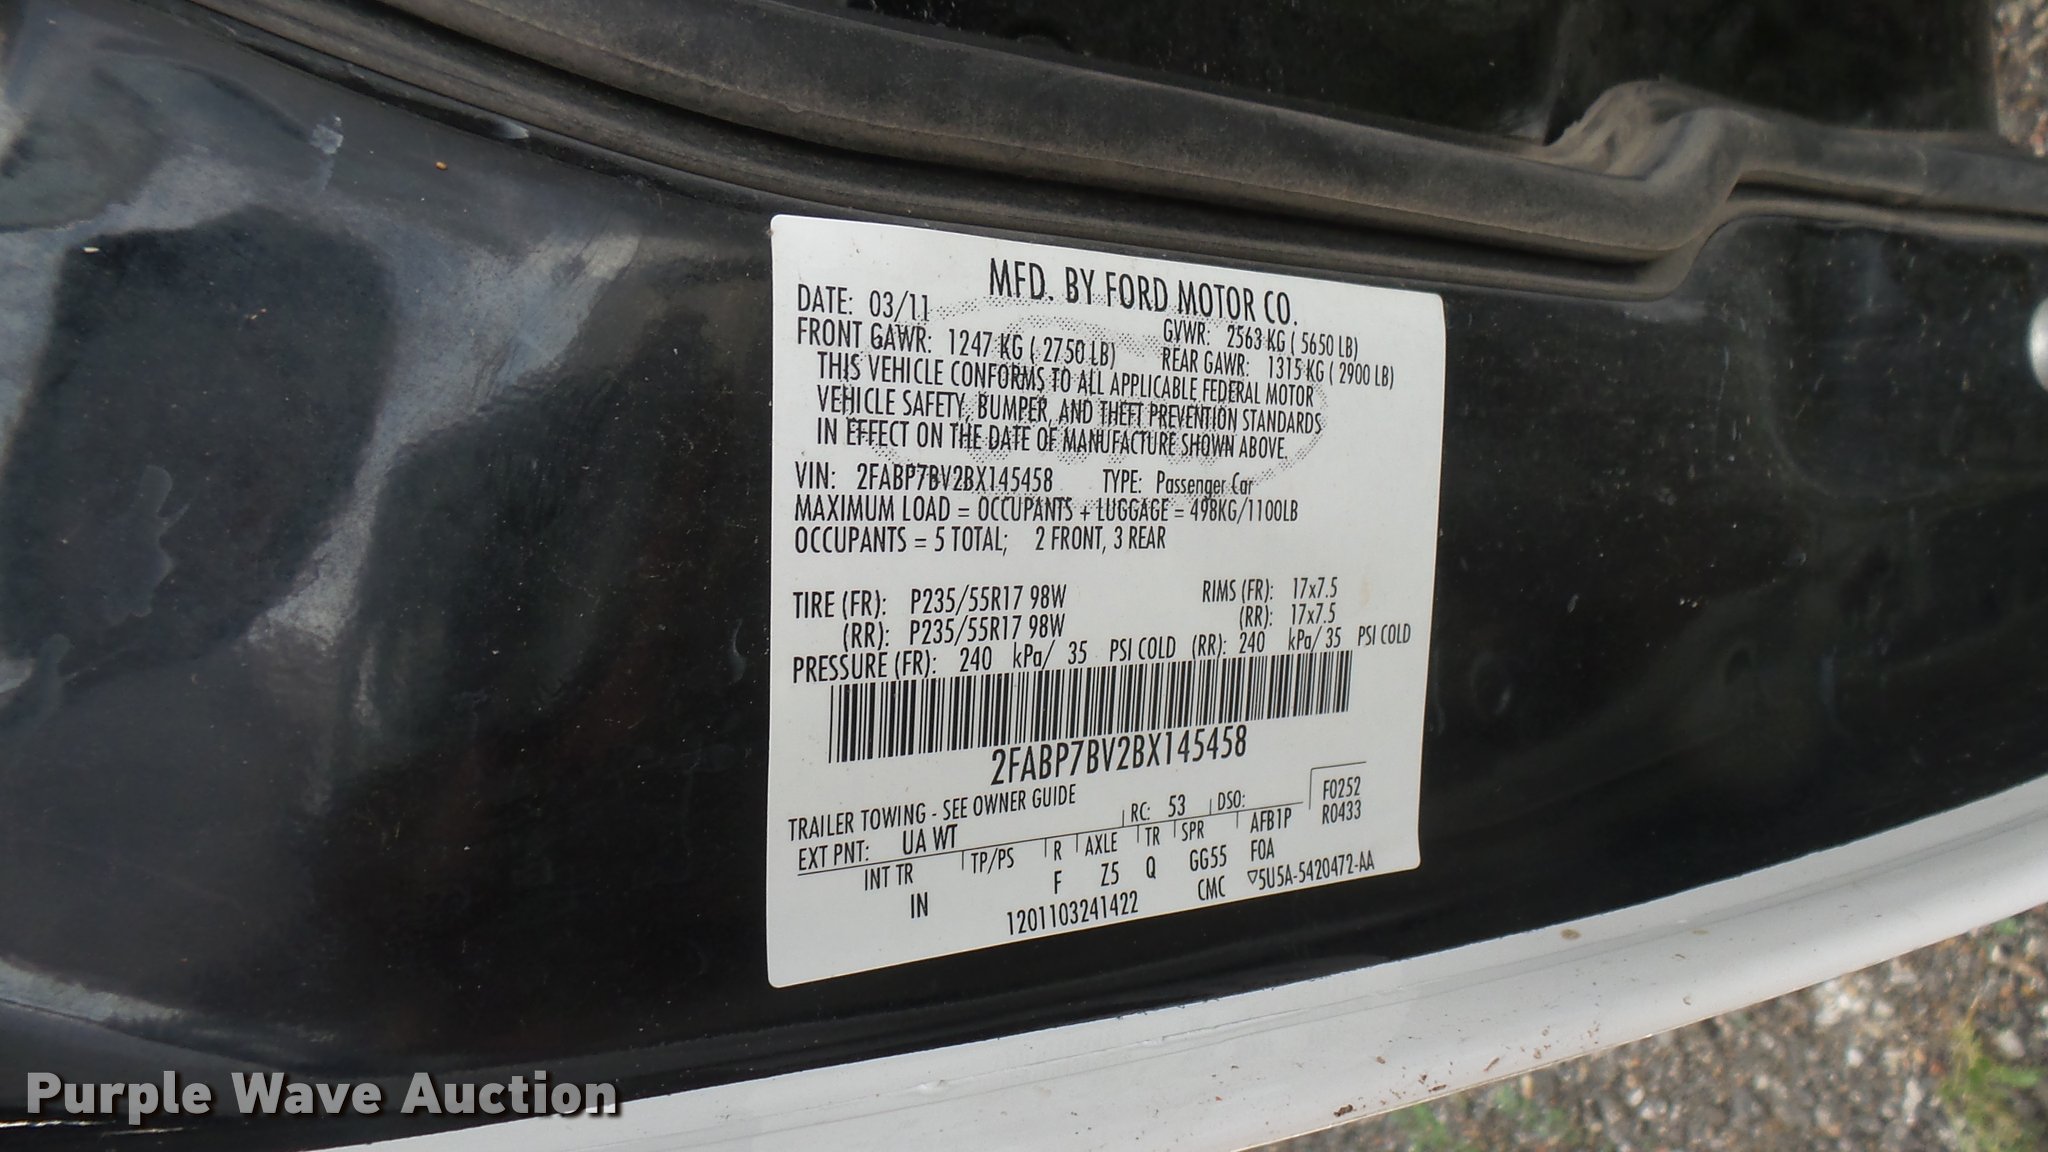 MFD. BY FORD MOTOR CO.
DATE: 03/11
GVWR: 2563 KG ( 5650 LB)
FRONT GAWR: 1247 KG ( 2750 LB)
REAR GAWR: 1315 KG ( 2900 LB)
THIS VEHICLE CONFORMS TO ALL APPLICABLE FEDERAL MOTOR
VEHICLE SAFETY, BUMPER, AND THEFT PREVENTION STANDARDS
IN EFFECT ON THE DATE OF MANUFACTURE SHOWN ABOVE.
VIN: 2FABP7BV2BX145458 TYPE: Passenger Car
MAXIMUM LOAD = OCCUPANTS + LUGGAGE = 498KG/1100LB
OCCUPANTS = 5 TOTAL; 2 FRONT, 3 REAR
TIRE (FR): P235/55R17 98W RIMS (FR): 17x7.5
(RR): P235/55R17 98W (RR): 17x7.5
PRESSURE (FR): 240 kPa/ 35 PSI COLD (RR): 240 kPa/ 35 PSI COLD
2FABP7BV2BX145458
TRAILER TOWING - SEE OWNER GUIDE
EXT PNT: UA WT RC: 53 DSO: F0252
R0433
INT TR TP/PS R AXLE TR SPR AFB1P
IN F Z5 Q GG55 FOA
1201103241422 CMC ▽5U5A-5420472-AA
Purple Wave Auction